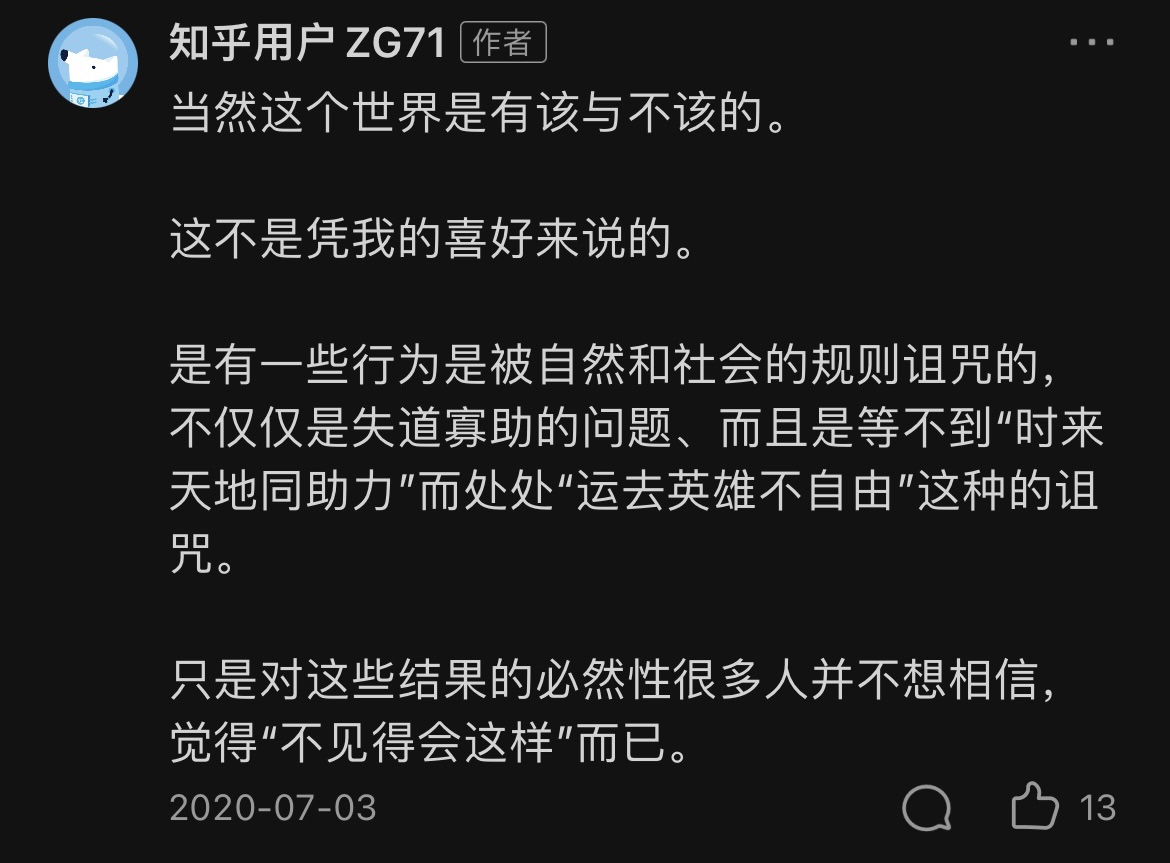 知乎用户 ZG71 作者
当然这个世界是有该与不该的。
这不是凭我的喜好来说的。
是有一些行为是被自然和社会的规则诅咒的，
不仅仅是失道寡助的问题、而且是等不到“时来
天地同助力”而处处“运去英雄不自由”这种的诅
咒。
只是对这些结果的必然性很多人并不想相信，
觉得“不见得会这样”而已。
2020-07-03 13